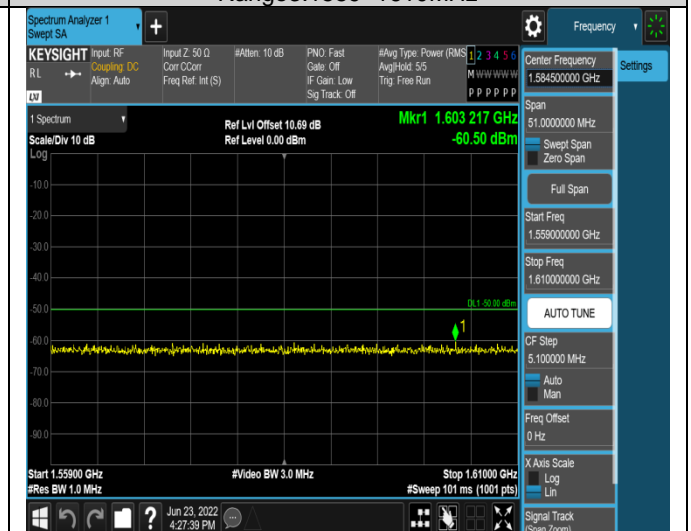 Spectrum Analyzer 1
Swept SA
+
Frequency
KEYSIGHT
RL
LXI
Input: RF
Coupling: DC
Align: Auto
Input Z: 50 Ω
Corr CCorr
Freq Ref: Int (S)
#Atten: 10 dB
PNO: Fast
Gate: Off
IF Gain: Low
Sig Track: Off
#Avg Type: Power (RMS
Avg|Hold: 5/5
Trig: Free Run
1 2 3 4 5 6
M W W W W W
P P P P P P
Center Frequency
1.584500000 GHz
Settings
Span
51.0000000 MHz
Swept Span
Zero Span
Full Span
Start Freq
1.559000000 GHz
Stop Freq
1.610000000 GHz
AUTO TUNE
CF Step
5.100000 MHz
Auto
Man
Freq Offset
0 Hz
X Axis Scale
Log
Lin
Signal Track
1 Spectrum
Scale/Div 10 dB
Log
Ref Lvl Offset 10.69 dB
Ref Level 0.00 dBm
Mkr1 1.603 217 GHz
-60.50 dBm
-10.0
-20.0
-30.0
-40.0
-50.0
-60.0
-70.0
-80.0
-90.0
DL1 -50.00 dBm
1
Start 1.55900 GHz
#Res BW 1.0 MHz
#Video BW 3.0 MHz
Stop 1.61000 GHz
#Sweep 101 ms (1001 pts)
?
Jun 23, 2022
4:27:39 PM